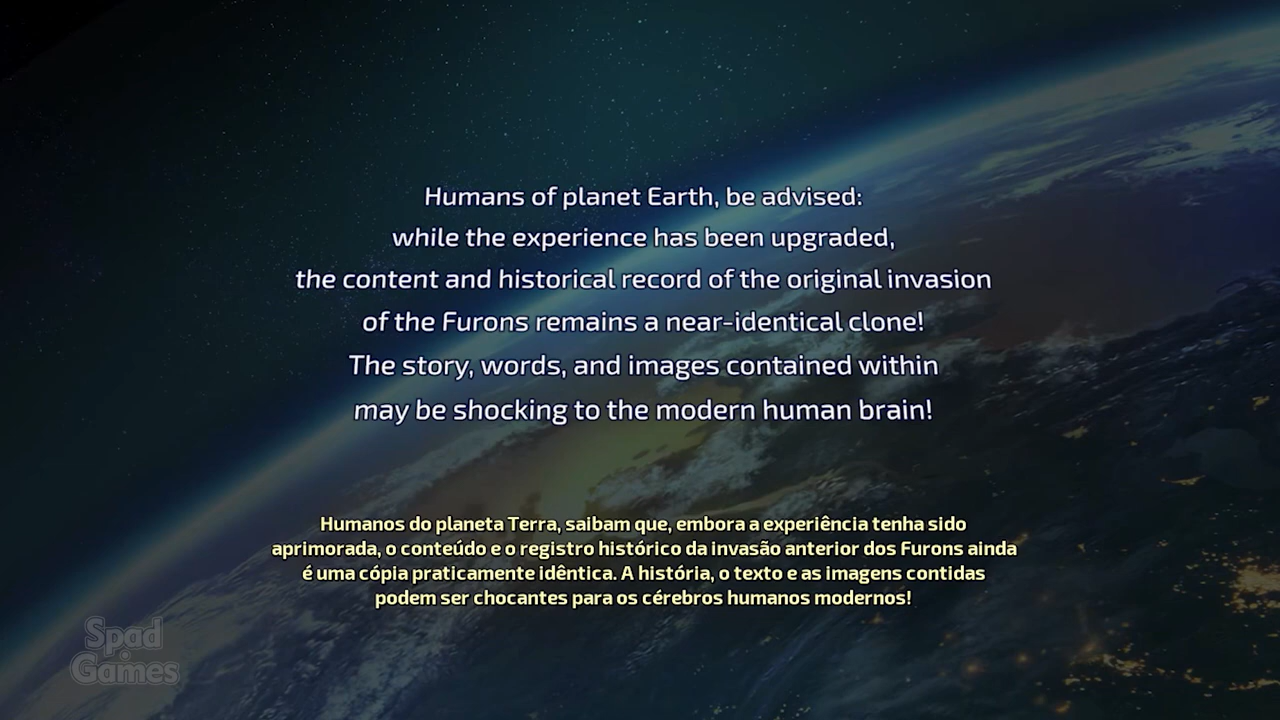 Humans of planet Earth, be advised:
while the experience has been upgraded,
the content and historical record of the original invasion
of the Furons remains a near-identical clone!
The story, words, and images contained within
may be shocking to the modern human brain!
Humanos do planeta Terra, saibam que, embora a experiência tenha sido
aprimorada, o conteúdo e o registro histórico da invasão anterior dos Furons ainda
é uma cópia praticamente idêntica. A história, o texto e as imagens contidas
podem ser chocantes para os cérebros humanos modernos!
Spad
Games